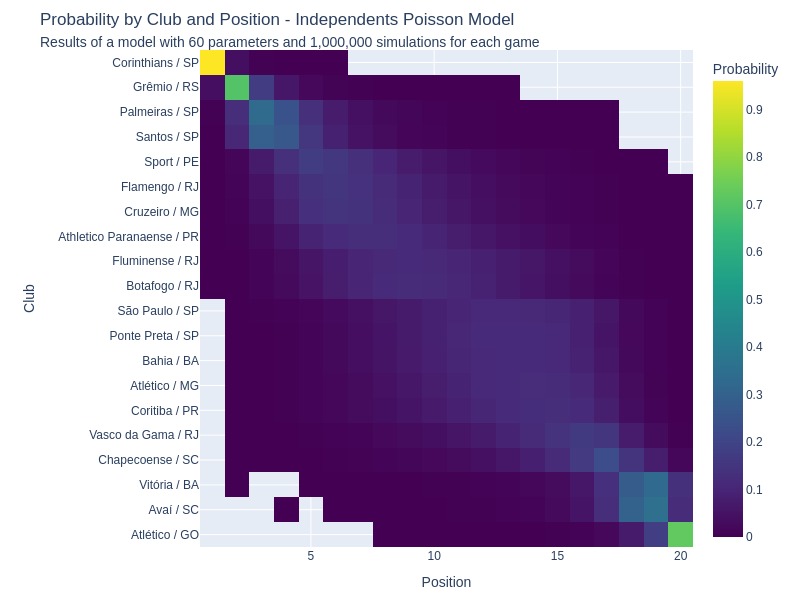 Probability by Club and Position - Independents Poisson Model
Results of a model with 60 parameters and 1,000,000 simulations for each game
Corinthians / SP
Grêmio / RS
Palmeiras / SP
Santos / SP
Sport / PE
Flamengo / RJ
Cruzeiro / MG
Athletico Paranaense / PR
Fluminense / RJ
Botafogo / RJ
São Paulo / SP
Ponte Preta / SP
Bahia / BA
Atlético / MG
Coritiba / PR
Vasco da Gama / RJ
Chapecoense / SC
Vitória / BA
Avaí / SC
Atlético / GO
Club
5
10
15
20
Position
Probability
0.9
0.8
0.7
0.6
0.5
0.4
0.3
0.2
0.1
0